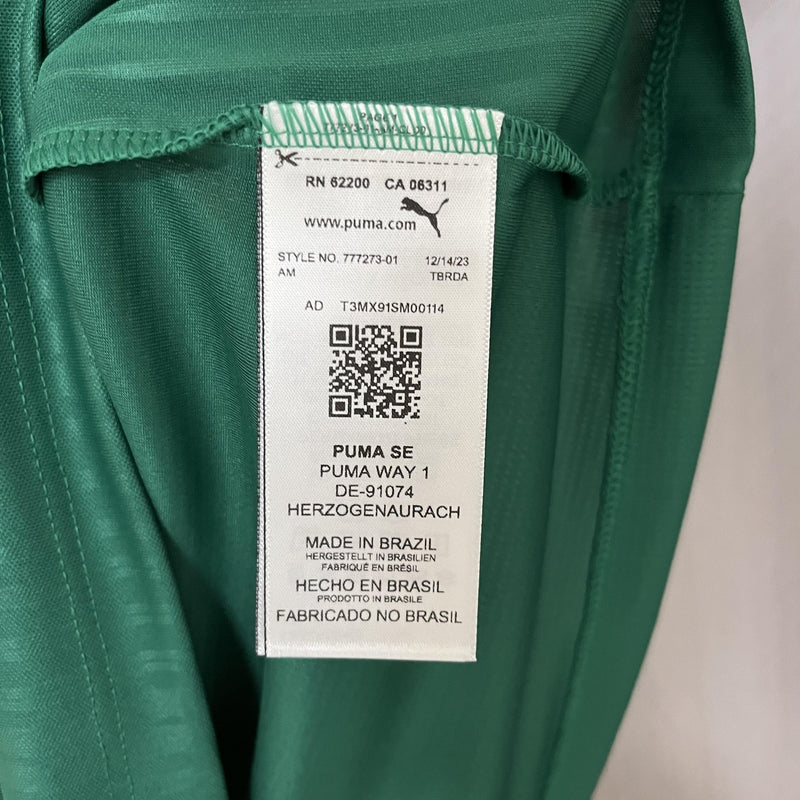 PAGE 1
RN 62200 CA 06311
www.puma.com
STYLE NO. 777273-01 12/14/23
AM TBRDA
AD T3MX91SM00114
PUMA SE
PUMA WAY 1
DE-91074
HERZOGENAURACH
MADE IN BRAZIL
HERGESTELLT IN BRASILIEN
FABRIQUÉ EN BRÉSIL
HECHO EN BRASIL
PRODOTTO IN BRASILE
FABRICADO NO BRASIL